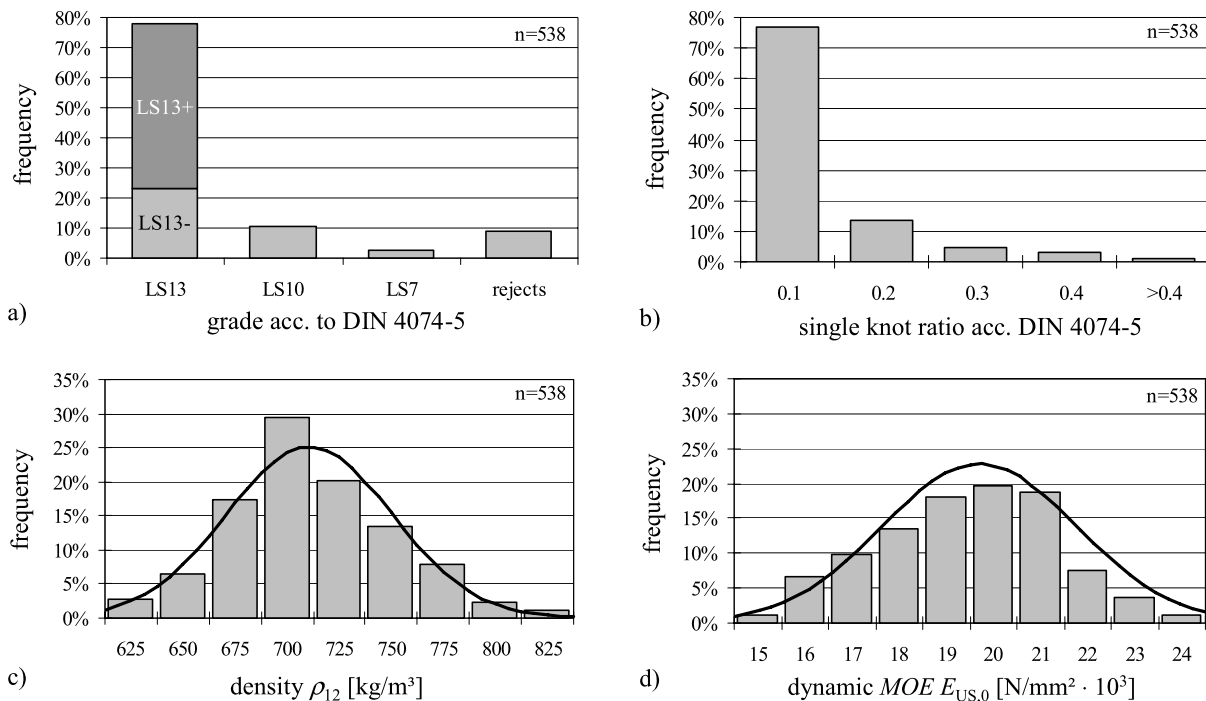 80%
70%
60%
50%
40%
30%
20%
10%
0%
frequency
n=538
LS13+
LS13-
LS13 LS10 LS7 rejects
a) grade acc. to DIN 4074-5
80%
70%
60%
50%
40%
30%
20%
10%
0%
frequency
n=538
0.1 0.2 0.3 0.4 >0.4
b) single knot ratio acc. DIN 4074-5
35%
30%
25%
20%
15%
10%
5%
0%
frequency
n=538
625 650 675 700 725 750 775 800 825
c) density ρ12 [kg/m³]
35%
30%
25%
20%
15%
10%
5%
0%
frequency
n=538
15 16 17 18 19 20 21 22 23 24
d) dynamic MOE EUS,0 [N/mm² · 10³]